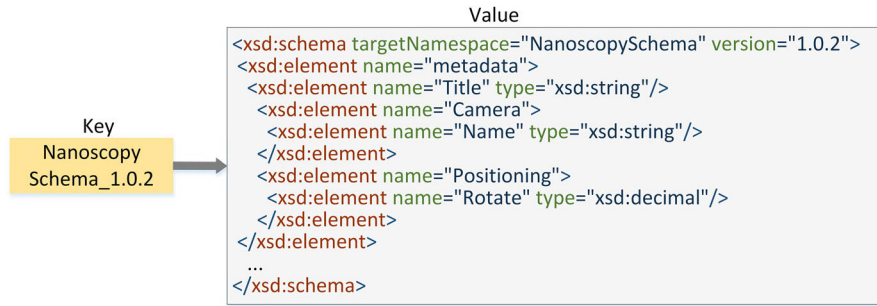 Value
<xsd:schema targetNamespace="NanoscopySchema" version="1.0.2">
<xsd:element name="metadata">
<xsd:element name="Title" type="xsd:string"/>
<xsd:element name="Camera">
<xsd:element name="Name" type="xsd:string"/>
</xsd:element>
<xsd:element name="Positioning">
<xsd:element name="Rotate" type="xsd:decimal"/>
</xsd:element>
</xsd:element>
...
</xsd:schema>
Key
Nanoscopy
Schema_1.0.2